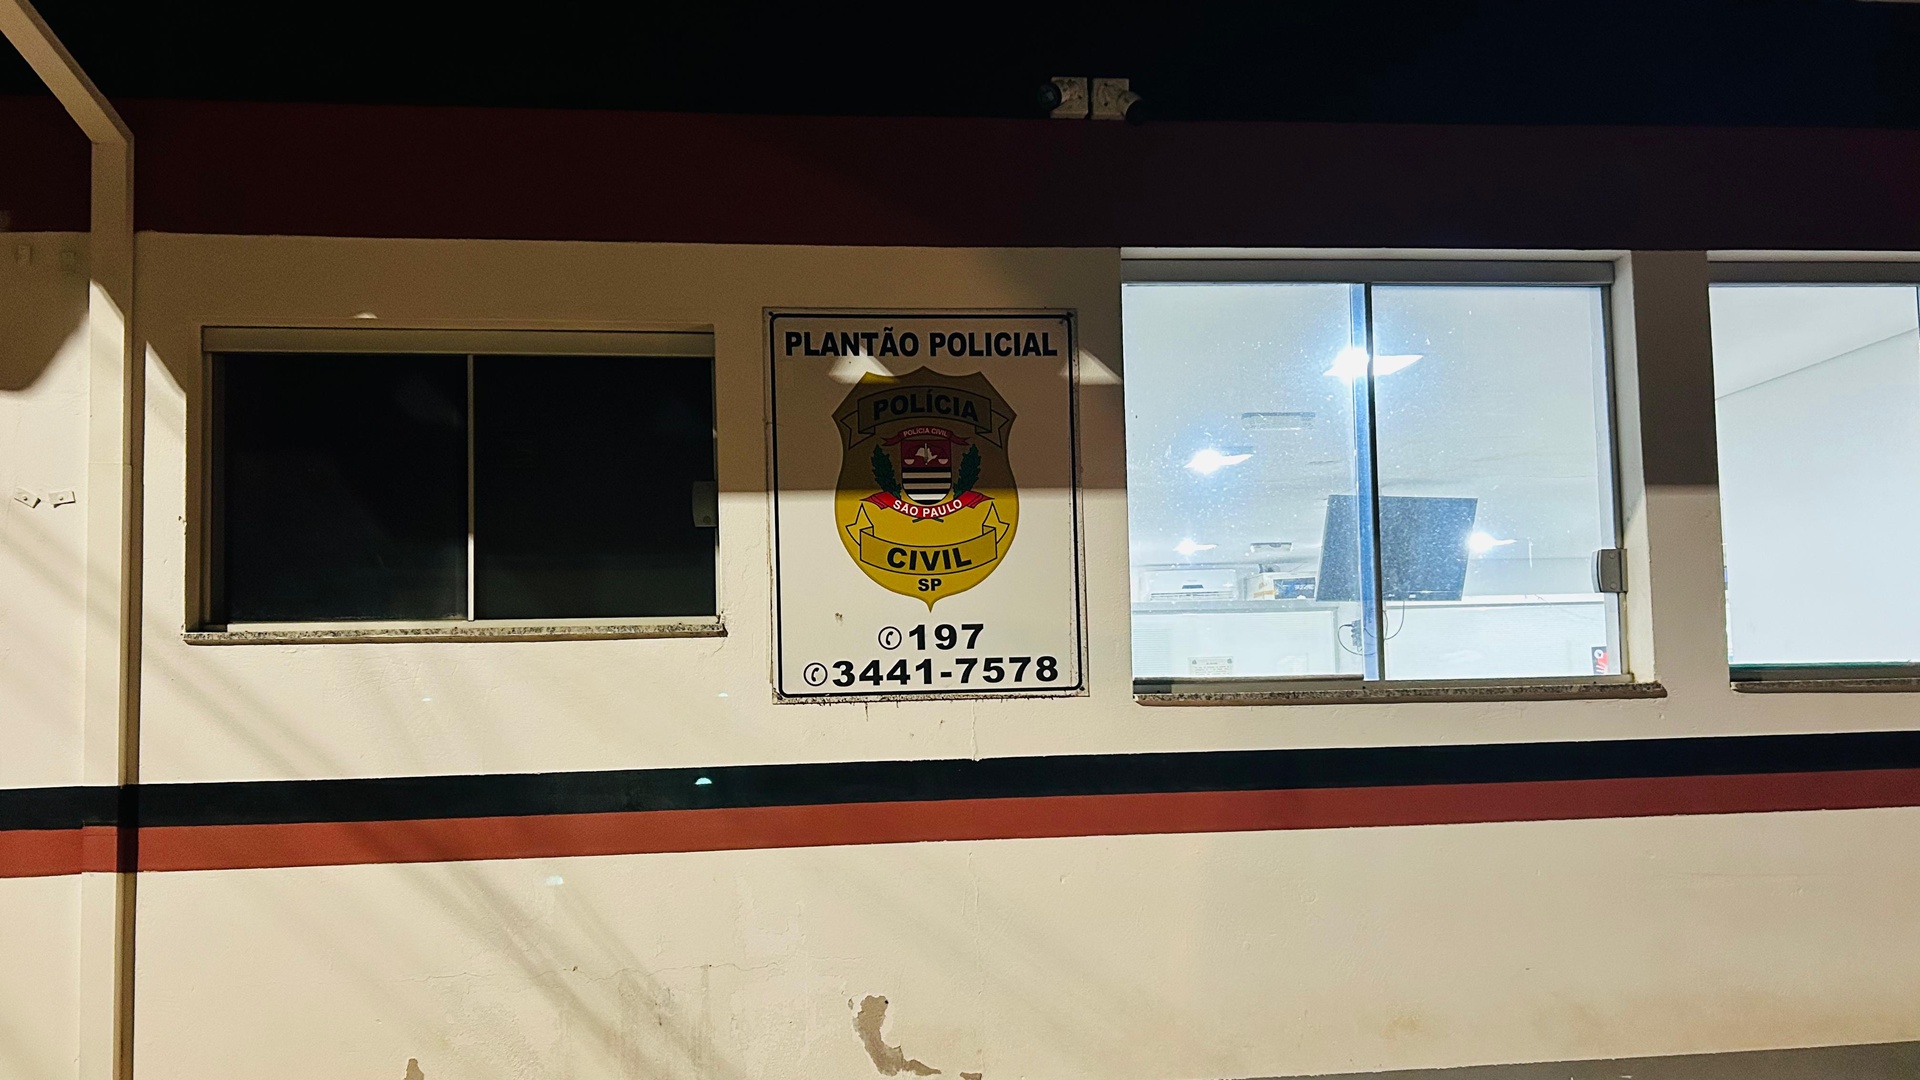 PLANTÃO POLICIAL
POLÍCIA
POLICIA CIVIL
SÃO PAULO
CIVIL
SP
197
3441-7578